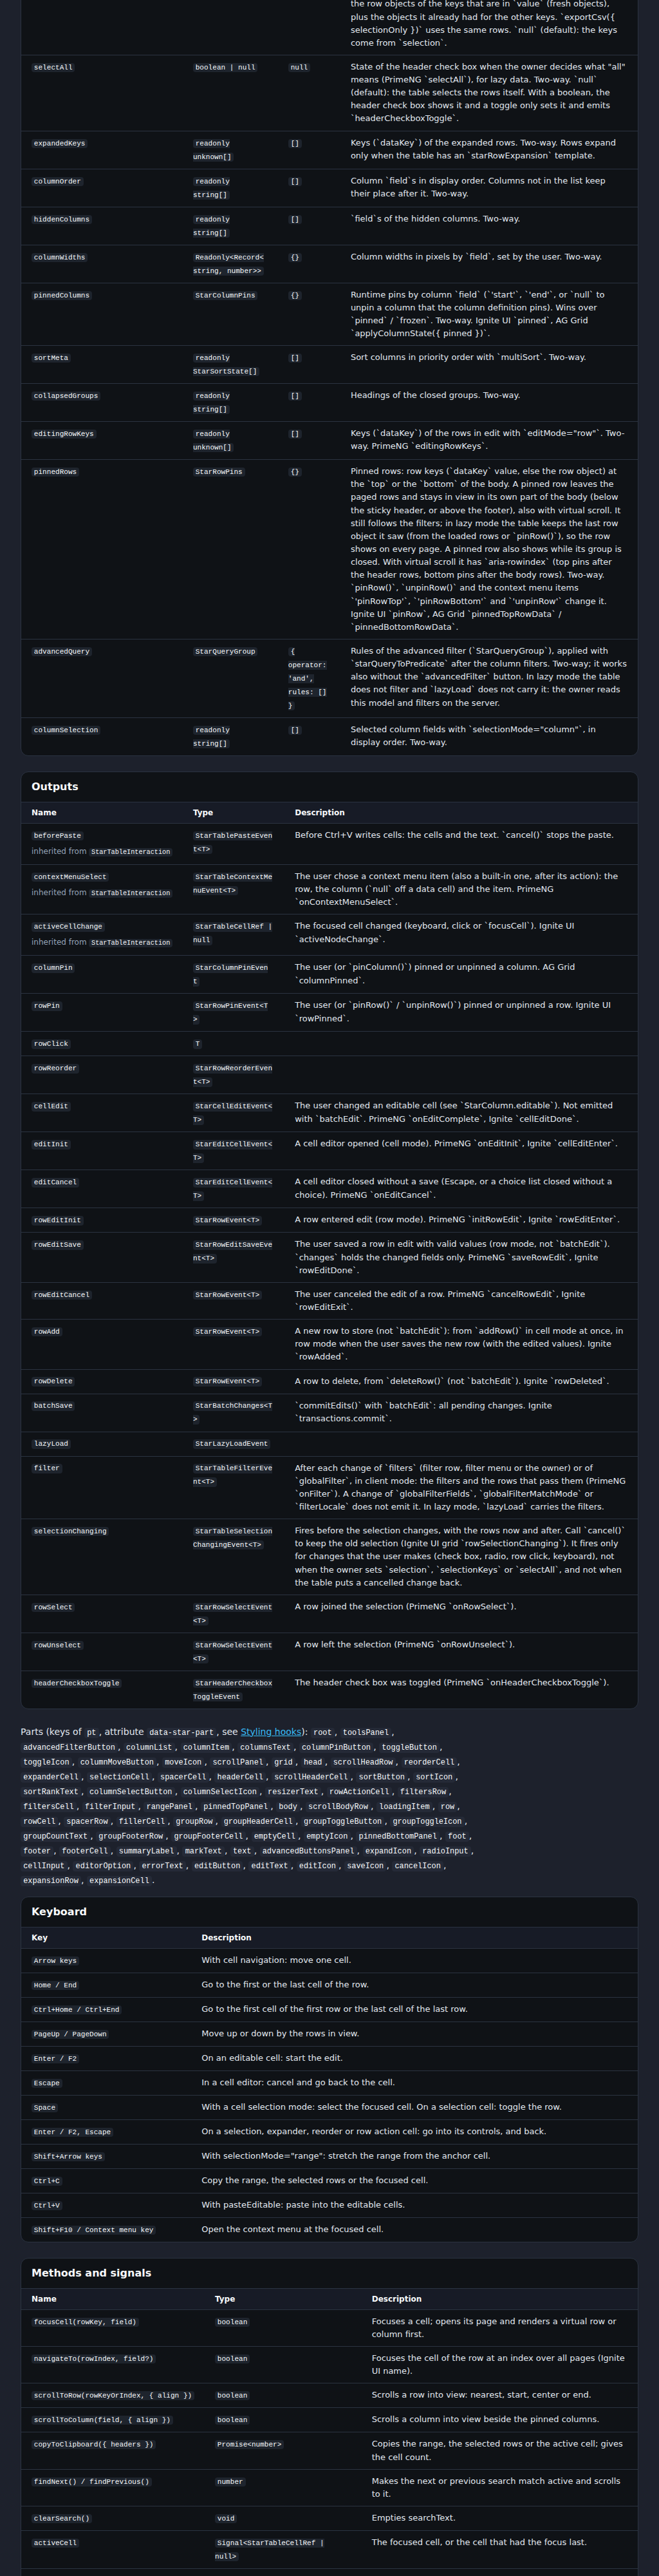 the row objects of the keys that are in `value` (fresh objects),
plus the objects it already had for the other keys. `exportCsv({
selectionOnly })` uses the same rows. `null` (default): the keys
come from `selection`.
selectAll boolean | null null State of the header check box when the owner decides what "all"
means (PrimeNG `selectAll`), for lazy data. Two-way. `null`
(default): the table selects the rows itself. With a boolean, the
header check box shows it and a toggle only sets it and emits
`headerCheckboxToggle`.
expandedKeys readonly [] Keys (`dataKey`) of the expanded rows. Two-way. Rows expand
unknown[] only when the table has an `starRowExpansion` template.
columnOrder readonly [] Column `field`s in display order. Columns not in the list keep
string[] their place after it. Two-way.
hiddenColumns readonly [] `field`s of the hidden columns. Two-way.
string[]
columnWidths Readonly<Record< {} Column widths in pixels by `field`, set by the user. Two-way.
string, number>>
pinnedColumns StarColumnPins {} Runtime pins by column `field` (`'start'`, `'end'`, or `null` to
unpin a column that the column definition pins). Wins over
`pinned` / `frozen`. Two-way. Ignite UI `pinned`, AG Grid
`applyColumnState({ pinned })`.
sortMeta readonly [] Sort columns in priority order with `multiSort`. Two-way.
StarSortState[]
collapsedGroups readonly [] Headings of the closed groups. Two-way.
string[]
editingRowKeys readonly [] Keys (`dataKey`) of the rows in edit with `editMode="row"`. Two-
unknown[] way. PrimeNG `editingRowKeys`.
pinnedRows StarRowPins {} Pinned rows: row keys (`dataKey` value, else the row object) at
the `top` or the `bottom` of the body. A pinned row leaves the
paged rows and stays in view in its own part of the body (below
the sticky header, or above the footer), also with virtual scroll. It
still follows the filters; in lazy mode the table keeps the last row
object it saw (from the loaded rows or `pinRow()`), so the row
shows on every page. A pinned row also shows while its group is
closed. With virtual scroll it has `aria-rowindex` (top pins after
the header rows, bottom pins after the body rows). Two-way.
`pinRow()`, `unpinRow()` and the context menu items
`'pinRowTop'`, `'pinRowBottom'` and `'unpinRow'` change it.
Ignite UI `pinRow`, AG Grid `pinnedTopRowData` /
`pinnedBottomRowData`.
advancedQuery StarQueryGroup { Rules of the advanced filter (`StarQueryGroup`), applied with
operator: `starQueryToPredicate` after the column filters. Two-way; it works
'and', also without the `advancedFilter` button. In lazy mode the table
rules: [] does not filter and `lazyLoad` does not carry it: the owner reads
} this model and filters on the server.
columnSelection readonly [] Selected column fields with `selectionMode="column"`, in
string[] display order. Two-way.
Outputs
Name Type Description
beforePaste StarTablePasteEven Before Ctrl+V writes cells: the cells and the text. `cancel()` stops the paste.
inherited from StarTableInteraction t<T>
contextMenuSelect StarTableContextMe The user chose a context menu item (also a built-in one, after its action): the
inherited from StarTableInteraction nuEvent<T> row, the column (`null` off a data cell) and the item. PrimeNG
`onContextMenuSelect`.
activeCellChange StarTableCellRef | The focused cell changed (keyboard, click or `focusCell`). Ignite UI
inherited from StarTableInteraction null `activeNodeChange`.
columnPin StarColumnPinEven The user (or `pinColumn()`) pinned or unpinned a column. AG Grid
t `columnPinned`.
rowPin StarRowPinEvent<T The user (or `pinRow()` / `unpinRow()`) pinned or unpinned a row. Ignite UI
> `rowPinned`.
rowClick T
rowReorder StarRowReorderEven
t<T>
cellEdit StarCellEditEvent< The user changed an editable cell (see `StarColumn.editable`). Not emitted
T> with `batchEdit`. PrimeNG `onEditComplete`, Ignite `cellEditDone`.
editInit StarEditCellEvent< A cell editor opened (cell mode). PrimeNG `onEditInit`, Ignite `cellEditEnter`.
T>
editCancel StarEditCellEvent< A cell editor closed without a save (Escape, or a choice list closed without a
T> choice). PrimeNG `onEditCancel`.
rowEditInit StarRowEvent<T> A row entered edit (row mode). PrimeNG `initRowEdit`, Ignite `rowEditEnter`.
rowEditSave StarRowEditSaveEve The user saved a row in edit with valid values (row mode, not `batchEdit`).
nt<T> `changes` holds the changed fields only. PrimeNG `saveRowEdit`, Ignite
`rowEditDone`.
rowEditCancel StarRowEvent<T> The user canceled the edit of a row. PrimeNG `cancelRowEdit`, Ignite
`rowEditExit`.
rowAdd StarRowEvent<T> A new row to store (not `batchEdit`): from `addRow()` in cell mode at once, in
row mode when the user saves the new row (with the edited values). Ignite
`rowAdded`.
rowDelete StarRowEvent<T> A row to delete, from `deleteRow()` (not `batchEdit`). Ignite `rowDeleted`.
batchSave StarBatchChanges<T `commitEdits()` with `batchEdit`: all pending changes. Ignite
> `transactions.commit`.
lazyLoad StarLazyLoadEvent
filter StarTableFilterEve After each change of `filters` (filter row, filter menu or the owner) or of
nt<T> `globalFilter`, in client mode: the filters and the rows that pass them (PrimeNG
`onFilter`). A change of `globalFilterFields`, `globalFilterMatchMode` or
`filterLocale` does not emit it. In lazy mode, `lazyLoad` carries the filters.
selectionChanging StarTableSelection Fires before the selection changes, with the rows now and after. Call `cancel()`
ChangingEvent<T> to keep the old selection (Ignite UI grid `rowSelectionChanging`). It fires only
for changes that the user makes (check box, radio, row click, keyboard), not
when the owner sets `selection`, `selectionKeys` or `selectAll`, and not when
the table puts a cancelled change back.
rowSelect StarRowSelectEvent A row joined the selection (PrimeNG `onRowSelect`).
<T>
rowUnselect StarRowSelectEvent A row left the selection (PrimeNG `onRowUnselect`).
<T>
headerCheckboxToggle StarHeaderCheckbox The header check box was toggled (PrimeNG `onHeaderCheckboxToggle`).
ToggleEvent
Parts (keys of pt, attribute data-star-part, see Styling hooks): root, toolsPanel,
advancedFilterButton, columnList, columnItem, columnsText, columnPinButton, toggleButton,
toggleIcon, columnMoveButton, moveIcon, scrollPanel, grid, head, scrollHeadRow, reorderCell,
expanderCell, selectionCell, spacerCell, headerCell, scrollHeaderCell, sortButton, sortIcon,
sortRankText, columnSelectButton, columnSelectIcon, resizerText, rowActionCell, filtersRow,
filtersCell, filterInput, rangePanel, pinnedTopPanel, body, scrollBodyRow, loadingItem, row,
rowCell, spacerRow, fillerCell, groupRow, groupHeaderCell, groupToggleButton, groupToggleIcon,
groupCountText, groupFooterRow, groupFooterCell, emptyCell, emptyIcon, pinnedBottomPanel, foot,
footer, footerCell, summaryLabel, markText, text, advancedButtonsPanel, expandIcon, radioInput,
cellInput, editorOption, errorText, editButton, editText, editIcon, saveIcon, cancelIcon,
expansionRow, expansionCell.
Keyboard
Key Description
Arrow keys With cell navigation: move one cell.
Home / End Go to the first or the last cell of the row.
Ctrl+Home / Ctrl+End Go to the first cell of the first row or the last cell of the last row.
PageUp / PageDown Move up or down by the rows in view.
Enter / F2 On an editable cell: start the edit.
Escape In a cell editor: cancel and go back to the cell.
Space With a cell selection mode: select the focused cell. On a selection cell: toggle the row.
Enter / F2, Escape On a selection, expander, reorder or row action cell: go into its controls, and back.
Shift+Arrow keys With selectionMode="range": stretch the range from the anchor cell.
Ctrl+C Copy the range, the selected rows or the focused cell.
Ctrl+V With pasteEditable: paste into the editable cells.
Shift+F10 / Context menu key Open the context menu at the focused cell.
Methods and signals
Name Type Description
focusCell(rowKey, field) boolean Focuses a cell; opens its page and renders a virtual row or
column first.
navigateTo(rowIndex, field?) boolean Focuses the cell of the row at an index over all pages (Ignite
UI name).
scrollToRow(rowKeyOrIndex, { align }) boolean Scrolls a row into view: nearest, start, center or end.
scrollToColumn(field, { align }) boolean Scrolls a column into view beside the pinned columns.
copyToClipboard({ headers }) Promise<number> Copies the range, the selected rows or the active cell; gives
the cell count.
findNext() / findPrevious() number Makes the next or previous search match active and scrolls
to it.
clearSearch() void Empties searchText.
activeCell Signal<StarTableCellRef | The focused cell, or the cell that had the focus last.
null>